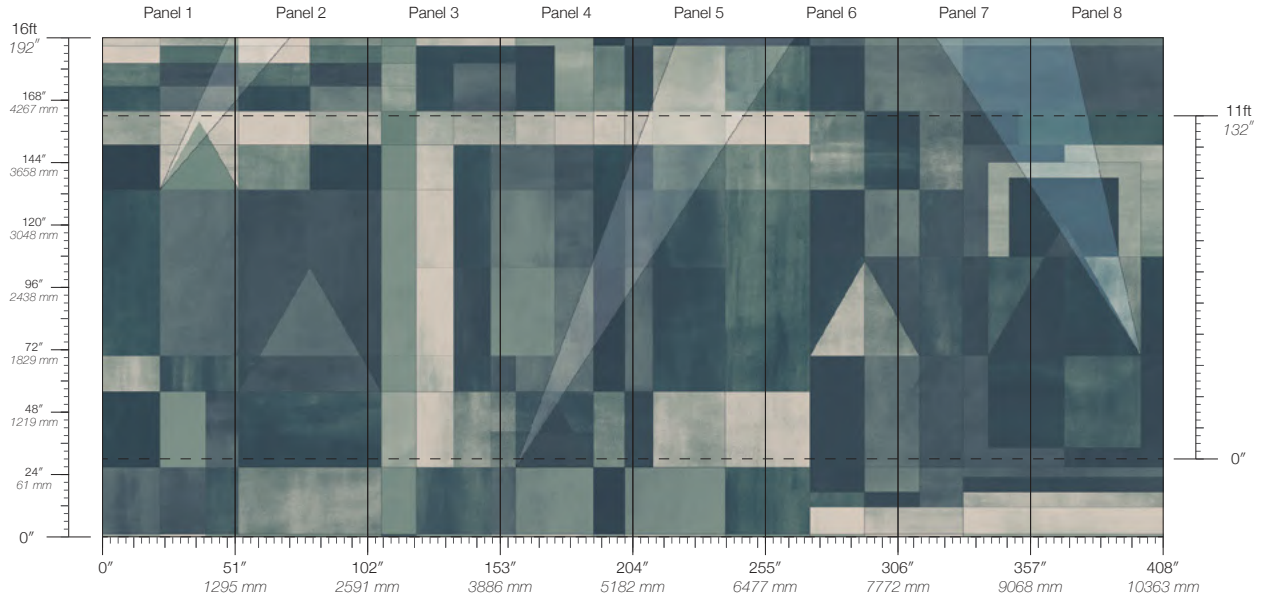 Panel 1 Panel 2 Panel 3 Panel 4 Panel 5 Panel 6 Panel 7 Panel 8
16ft
192"
168"
4267 mm
144"
3658 mm
120"
3048 mm
96"
2438 mm
72"
1829 mm
48"
1219 mm
24"
61 mm
0"
11ft
132"
0"
0" 51" 102" 153" 204" 255" 306" 357" 408"
1295 mm 2591 mm 3886 mm 5182 mm 6477 mm 7772 mm 9068 mm 10363 mm